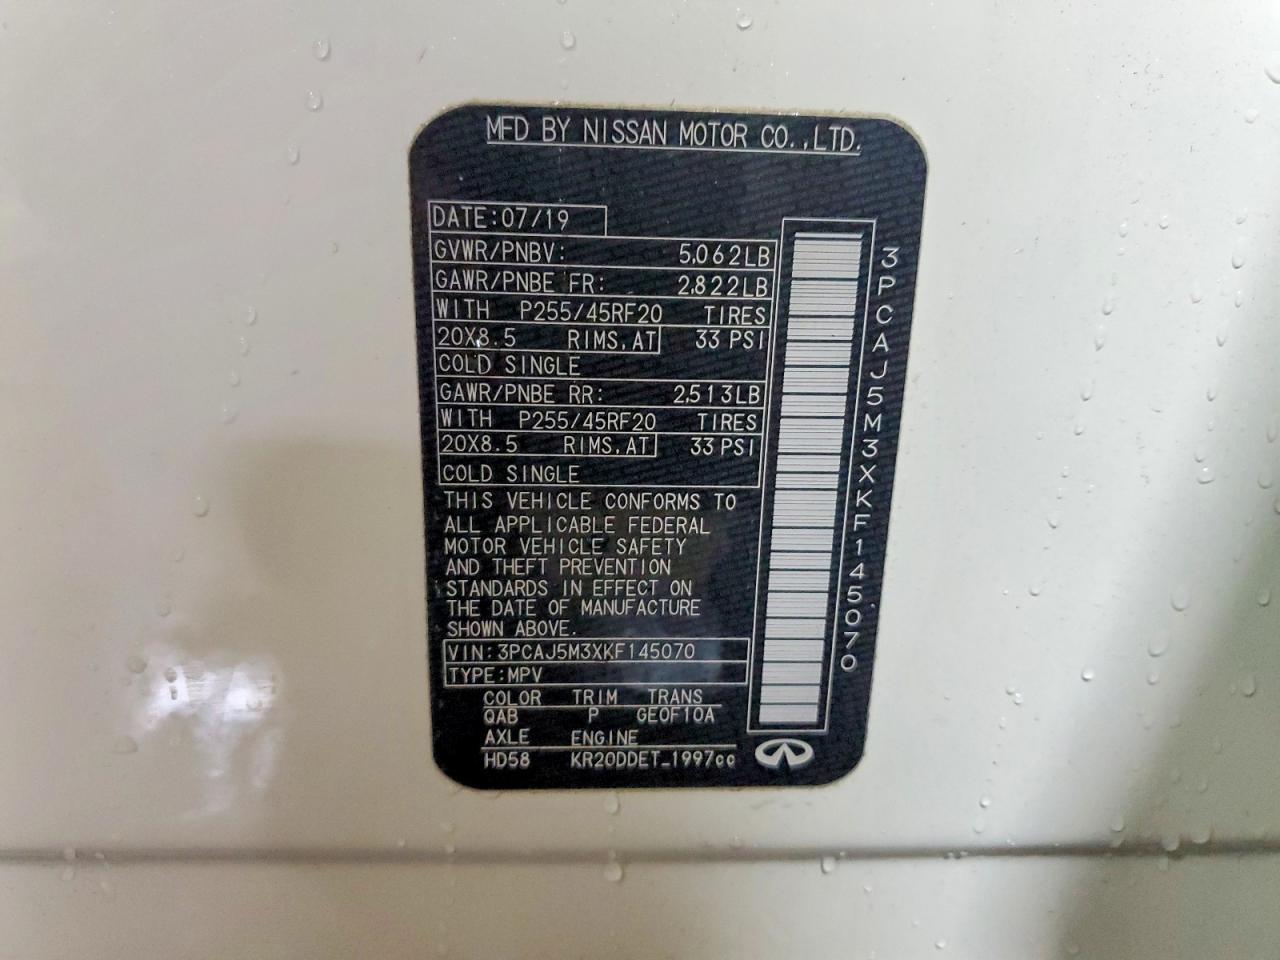 MFD BY NISSAN MOTOR CO.,LTD.
DATE:07/19
GVWR/PNBV: 5,062LB
GAWR/PNBE FR: 2,822LB
WITH P255/45RF20 TIRES
20X8.5 RIMS,AT 33 PSI
COLD SINGLE
GAWR/PNBE RR: 2,513LB
WITH P255/45RF20 TIRES
20X8.5 RIMS,AT 33 PSI
COLD SINGLE
THIS VEHICLE CONFORMS TO
ALL APPLICABLE FEDERAL
MOTOR VEHICLE SAFETY
AND THEFT PREVENTION
STANDARDS IN EFFECT ON
THE DATE OF MANUFACTURE
SHOWN ABOVE.
VIN:3PCAJ5M3XKF145070
TYPE:MPV
COLOR TRIM TRANS
QAB P GE0F10A
AXLE ENGINE
HD58 KR20DDET_1997cc
3PCAJ5M3XKF145070